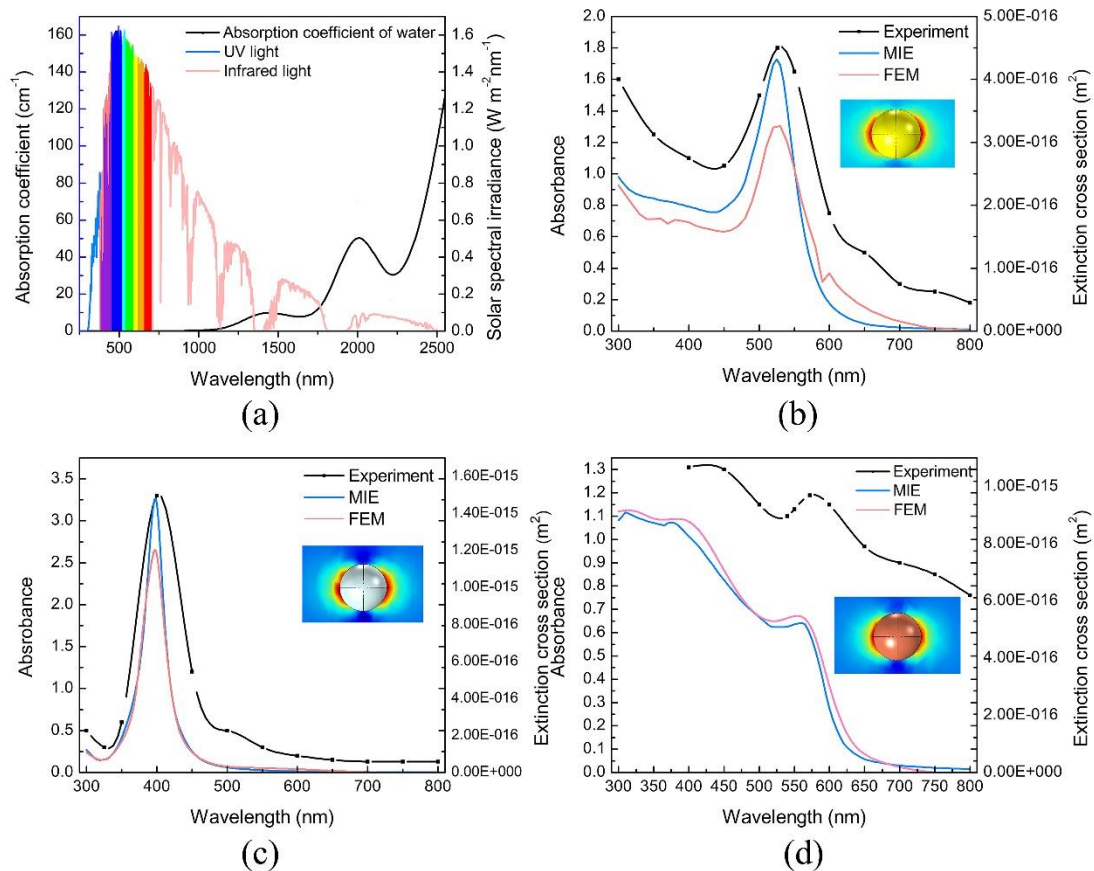 Absorption coefficient (cm⁻¹)
160
140
120
100
80
60
40
20
0
Absorption coefficient of water
UV light
Infrared light
1.6
1.4
1.2
1.0
0.8
0.6
0.4
0.2
0.0
Solar spectral irradiance (W m⁻² nm⁻¹)
500 1000 1500 2000 2500
Wavelength (nm)
(a)
Absorbance
2.0
1.8
1.6
1.4
1.2
1.0
0.8
0.6
0.4
0.2
0.0
Experiment
MIE
FEM
5.00E-016
4.00E-016
3.00E-016
2.00E-016
1.00E-016
0.00E+000
Extinction cross section (m²)
300 400 500 600 700 800
Wavelength (nm)
(b)
Absrobance
3.5
3.0
2.5
2.0
1.5
1.0
0.5
0.0
Experiment
MIE
FEM
1.60E-015
1.40E-015
1.20E-015
1.00E-015
8.00E-016
6.00E-016
4.00E-016
2.00E-016
0.00E+000
Extinction cross section (m²)
300 400 500 600 700 800
Wavelength (nm)
(c)
Absorbance
1.3
1.2
1.1
1.0
0.9
0.8
0.7
0.6
0.5
0.4
0.3
0.2
0.1
0.0
Experiment
MIE
FEM
1.00E-015
8.00E-016
6.00E-016
4.00E-016
2.00E-016
0.00E+000
Extinction cross section (m²)
300 350 400 450 500 550 600 650 700 750 800
Wavelength (nm)
(d)